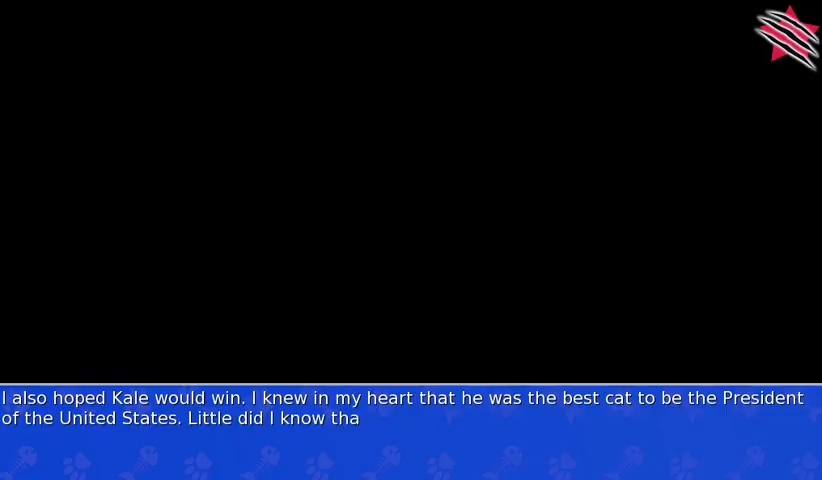 I also hoped Kale would win. I knew in my heart that he was the best cat to be the President
of the United States. Little did I know tha